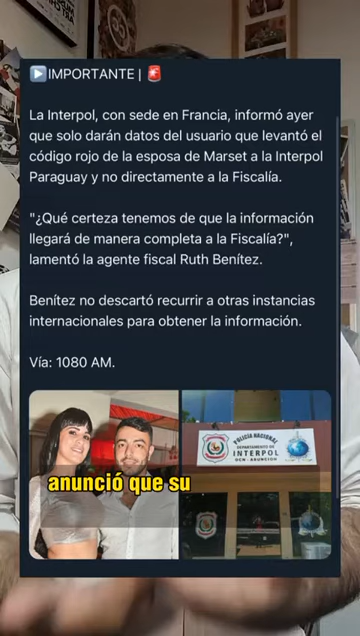 IMPORTANTE |
La Interpol, con sede en Francia, informó ayer
que solo darán datos del usuario que levantó el
código rojo de la esposa de Marset a la Interpol
Paraguay y no directamente a la Fiscalía.
"¿Qué certeza tenemos de que la información
llegará de manera completa a la Fiscalía?",
lamentó la agente fiscal Ruth Benítez.
Benítez no descartó recurrir a otras instancias
internacionales para obtener la información.
Vía: 1080 AM.
POLICIA NACIONAL
DEPARTAMENTO DE
INTERPOL
OCN - ASUNCION
anunció que su